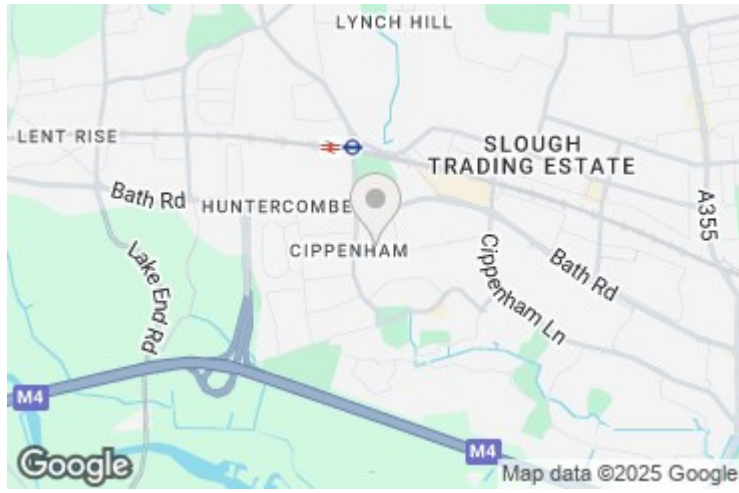 LYNCH HILL
LENT RISE
SLOUGH
TRADING ESTATE
Bath Rd
HUNTERCOMBE
A355
CIPPENHAM
Lake End Rd
Cippenham Ln
Bath Rd
M4
M4
Google
Map data ©2025 Google